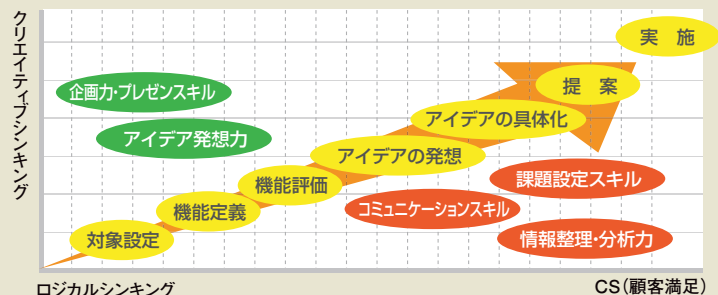 クリエイティブシンキング
実 施
企画力・プレゼンスキル
提 案
アイデア発想力
アイデアの具体化
アイデアの発想
機能評価
課題設定スキル
機能定義
コミュニケーションスキル
対象設定
情報整理・分析力
ロジカルシンキング
CS(顧客満足)